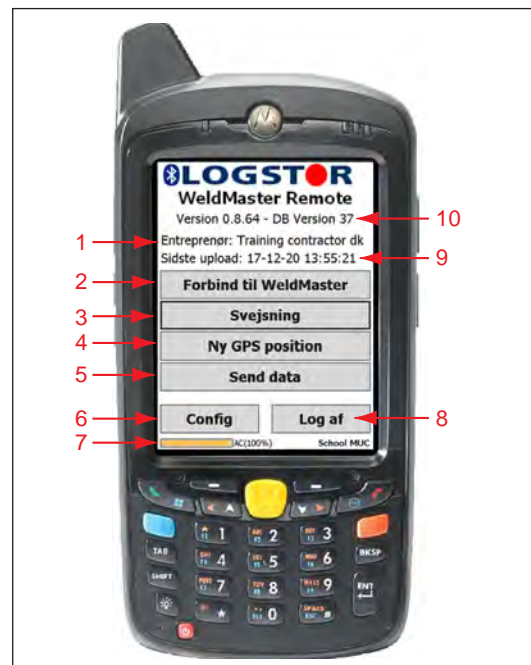 LOGSTOR
WeldMaster Remote
Version 0.8.64 - DB Version 37
10
1
Entreprenør: Training contractor dk
Sidste upload: 17-12-20 13:55:21
9
2
Forbind til WeldMaster
3
Svejsning
4
Ny GPS position
5
Send data
6
Config
Log af
8
7
AC(100%)
School MUC
1
2
3
TAB
4
5
6
BKSP
SHIFT
7
8
9
ENT
*
0
SPACE